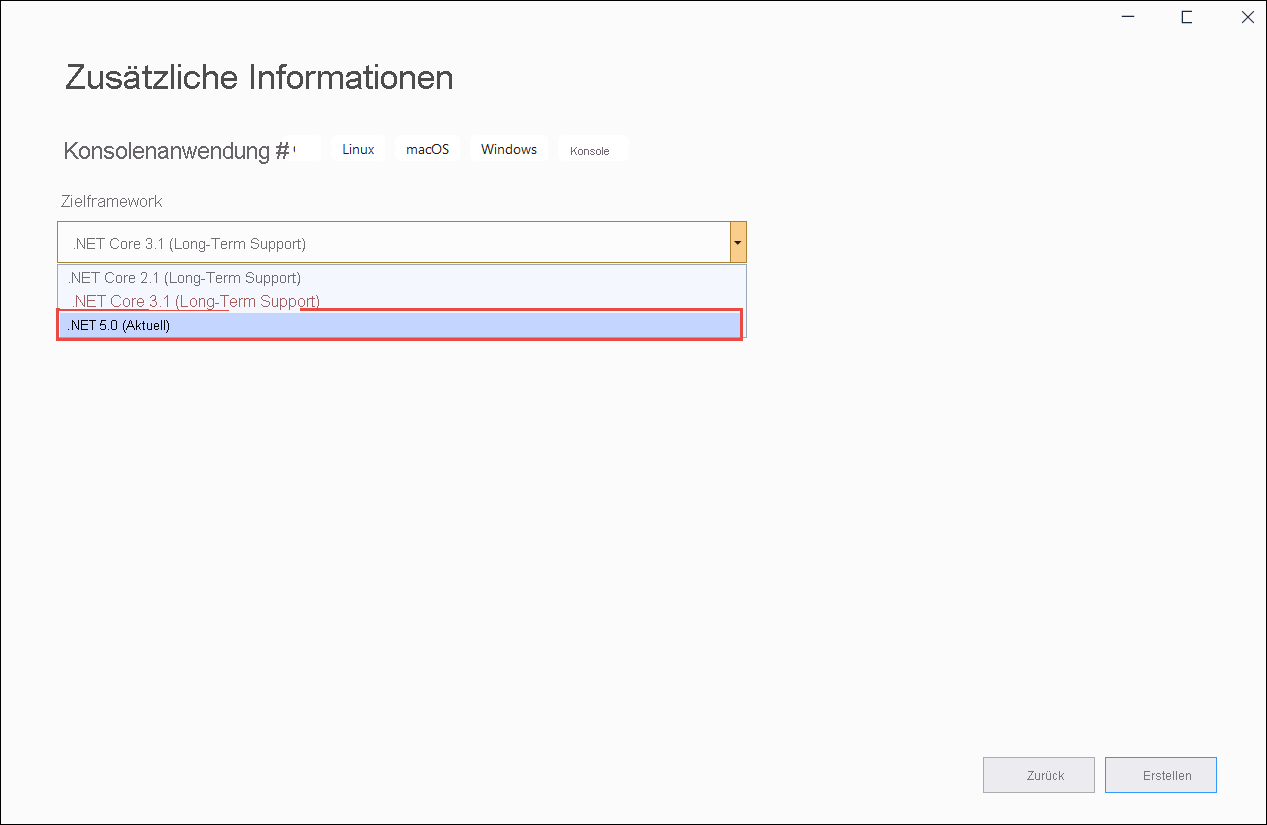 Zusätzliche Informationen
Konsolenanwendung # Linux macOS Windows Konsole
Zielframework
.NET Core 3.1 (Long-Term Support)
.NET Core 2.1 (Long-Term Support)
.NET Core 3.1 (Long-Term Support)
.NET 5.0 (Aktuell)
Zurück Erstellen